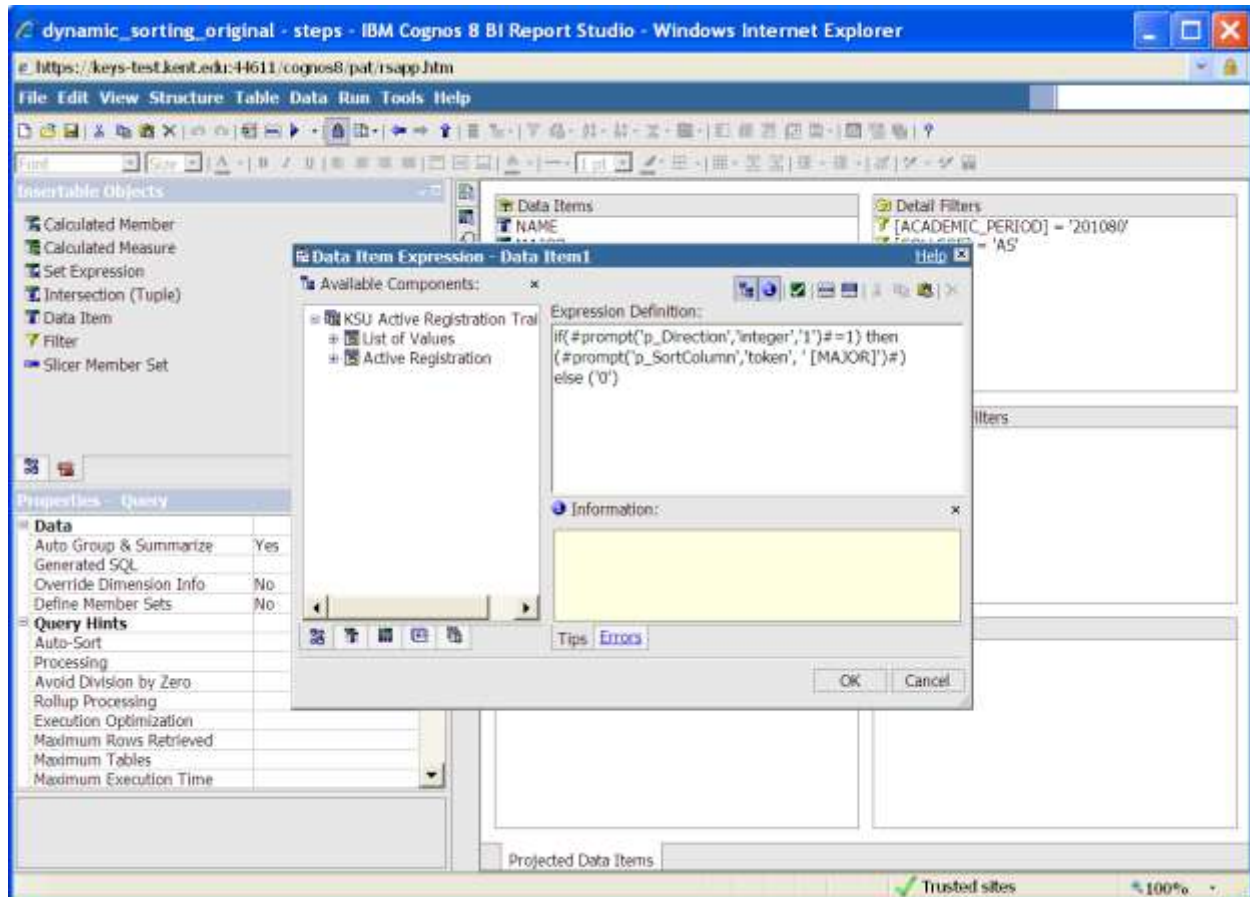 dynamic_sorting_original - steps - IBM Cognos 8 BI Report Studio - Windows Internet Explorer
https://keys-test.kent.edu:44611/cognos8/pat/rsapp.htm
File Edit View Structure Table Data Run Tools Help
Font Size 1 pt
Insertable Objects
Calculated Member
Calculated Measure
Set Expression
Intersection (Tuple)
Data Item
Filter
Slicer Member Set
Data Items
NAME
Detail Filters
[ACADEMIC_PERIOD] = '201080'
= 'AS'
Data Item Expression - Data Item1
Help
Available Components:
KSU Active Registration Trai
List of Values
Active Registration
Expression Definition:
if(#prompt('p_Direction','integer','1')#=1) then
(#prompt('p_SortColumn','token', ' [MAJOR]')#)
else ('0')
Information:
Tips Errors
OK Cancel
Properties - Query
Data
Auto Group & Summarize Yes
Generated SQL
Override Dimension Info No
Define Member Sets No
Query Hints
Auto-Sort
Processing
Avoid Division by Zero
Rollup Processing
Execution Optimization
Maximum Rows Retrieved
Maximum Tables
Maximum Execution Time
Projected Data Items
Trusted sites
100%